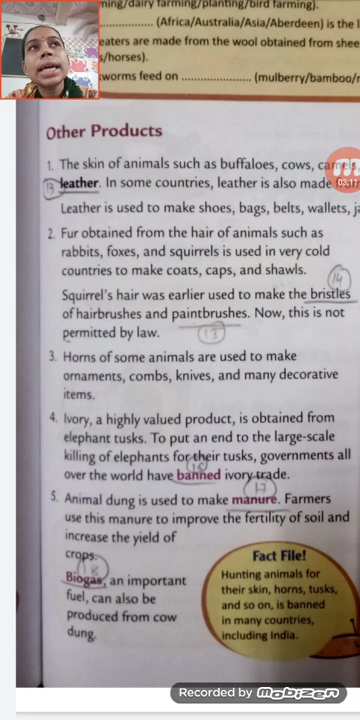 ming/dairy farming/planting/bird farming).
.................. (Africa/Australia/Asia/Aberdeen) is the l
eaters are made from the wool obtained from shee
s/horses).
worms feed on .................. (mulberry/bamboo/r
Other Products
1. The skin of animals such as buffaloes, cows,
13 leather. In some countries, leather is also made
03:11
Leather is used to make shoes, bags, belts, wallets, ja
2. Fur obtained from the hair of animals such as
rabbits, foxes, and squirrels is used in very cold
countries to make coats, caps, and shawls.
14
Squirrel's hair was earlier used to make the bristles
of hairbrushes and paintbrushes. Now, this is not
permitted by law.
3. Horns of some animals are used to make
ornaments, combs, knives, and many decorative
items.
4. Ivory, a highly valued product, is obtained from
elephant tusks. To put an end to the large-scale
killing of elephants for their tusks, governments all
over the world have banned ivory trade.
17
5. Animal dung is used to make manure. Farmers
use this manure to improve the fertility of soil and
increase the yield of
crops.
Biogas, an important
fuel, can also be
produced from cow
dung.
Fact File!
Hunting animals for
their skin, horns, tusks,
and so on, is banned
in many countries,
including India.
Recorded by mobizen